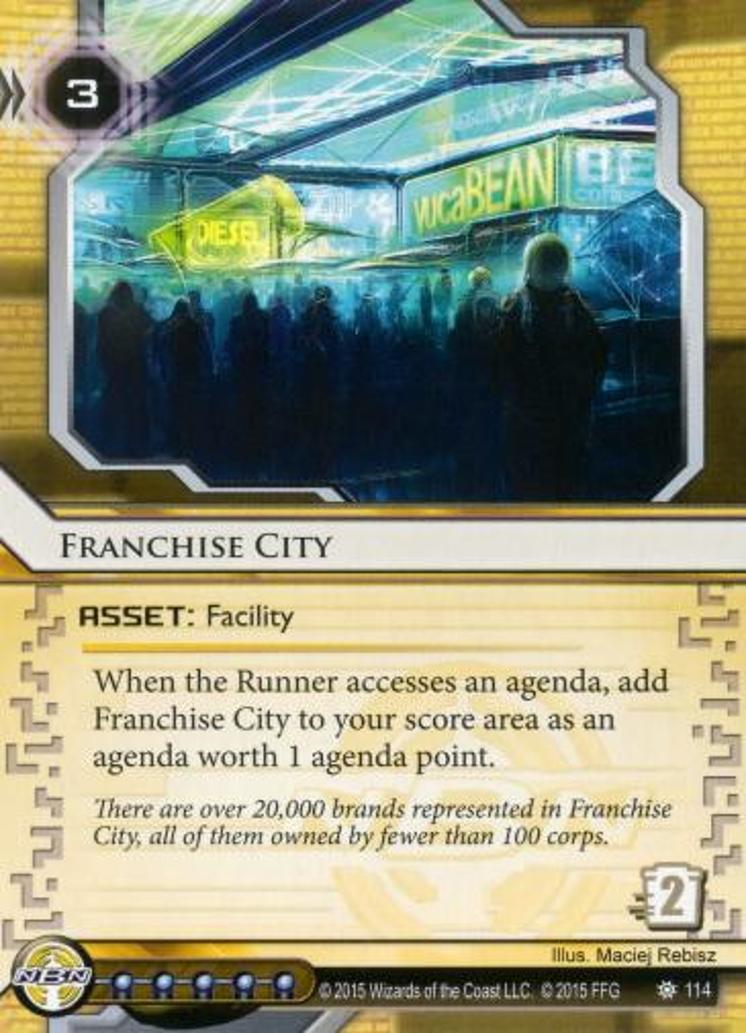 3
DIESEL
YUCaBEAN
BE
FRANCHISE CITY
ASSET: Facility
When the Runner accesses an agenda, add
Franchise City to your score area as an
agenda worth 1 agenda point.
There are over 20,000 brands represented in Franchise
City, all of them owned by fewer than 100 corps.
2
Illus. Maciej Rebisz
NBN
© 2015 Wizards of the Coast LLC. © 2015 FFG
114